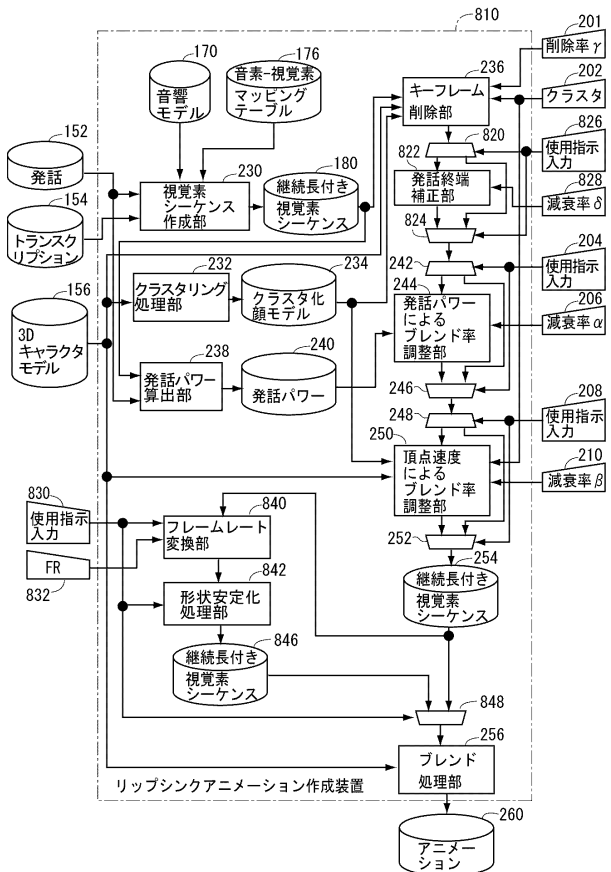 810
201
削除率γ
170
176
音響
モデル
音素-視覚素
マッピング
テーブル
236
キーフレーム
削除部
202
クラスタ
152
発話
820
826
使用指示
入力
822
発話終端
補正部
828
減衰率δ
230
視覚素
シーケンス
作成部
180
継続長付き
視覚素
シーケンス
154
トランスク
リプション
824
204
使用指示
入力
232
クラスタリング
処理部
234
クラスタ化
顔モデル
242
244
発話パワー
による
ブレンド率
調整部
206
減衰率α
156
3D
キャラクタ
モデル
238
発話パワー
算出部
240
発話パワー
246
208
使用指示
入力
248
250
頂点速度
による
ブレンド率
調整部
210
減衰率β
830
使用指示
入力
840
フレームレート
変換部
252
FR
832
254
継続長付き
視覚素
シーケンス
842
形状安定化
処理部
846
継続長付き
視覚素
シーケンス
848
256
ブレンド
処理部
リップシンクアニメーション作成装置
260
アニメ
ーション